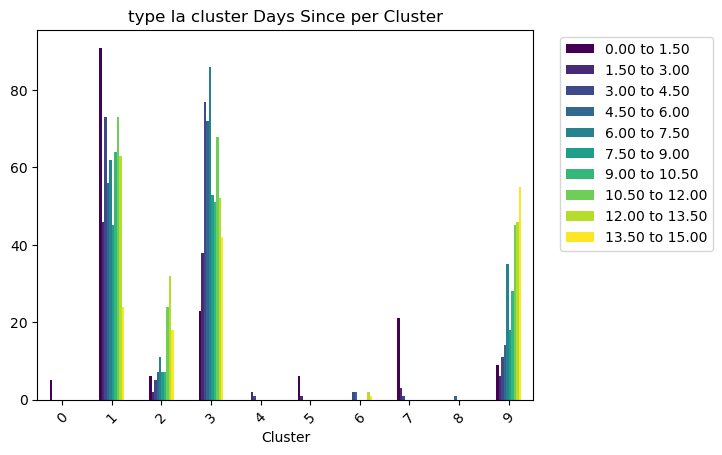 type Ia cluster Days Since per Cluster
80
60
40
20
0
0 1 2 3 4 5 6 7 8 9
Cluster
0.00 to 1.50
1.50 to 3.00
3.00 to 4.50
4.50 to 6.00
6.00 to 7.50
7.50 to 9.00
9.00 to 10.50
10.50 to 12.00
12.00 to 13.50
13.50 to 15.00